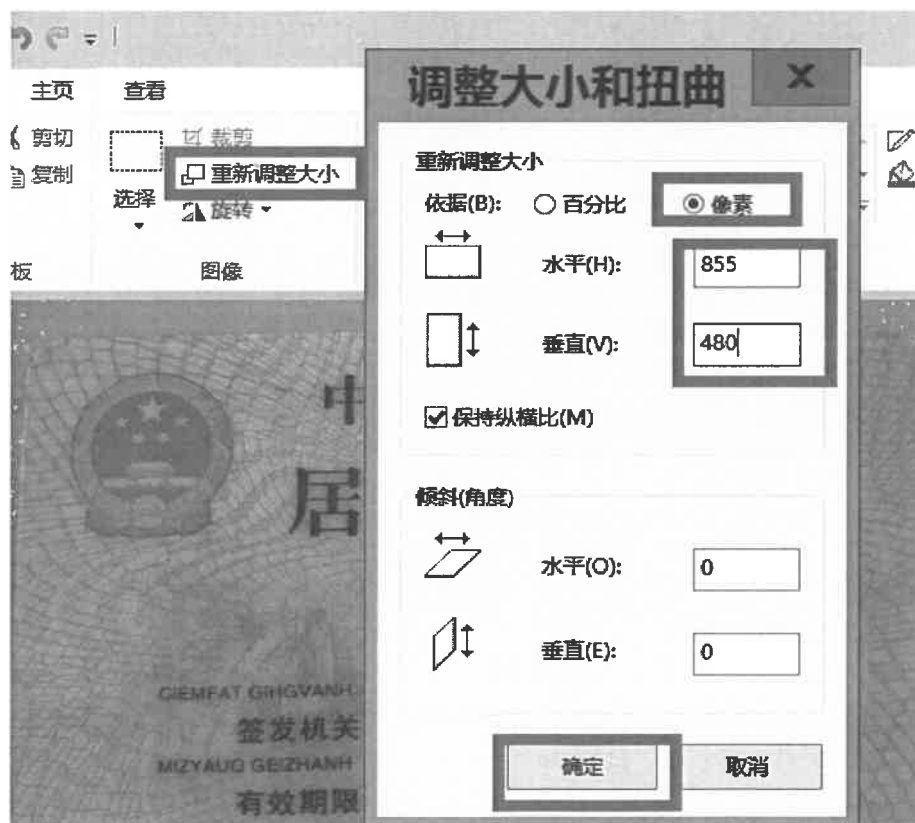 主页 查看
剪切
裁剪
复制
重新调整大小
选择
旋转
板
图像
调整大小和扭曲 X
重新调整大小
依据(B): 百分比 像素
水平(H): 855
垂直(V): 480
保持纵横比(M)
倾斜(角度)
水平(O): 0
垂直(E): 0
确定 取消
中
居
GIEMFAT GIHGVANH
签发机关
MIZYAUQ GEIZHANH
有效期限